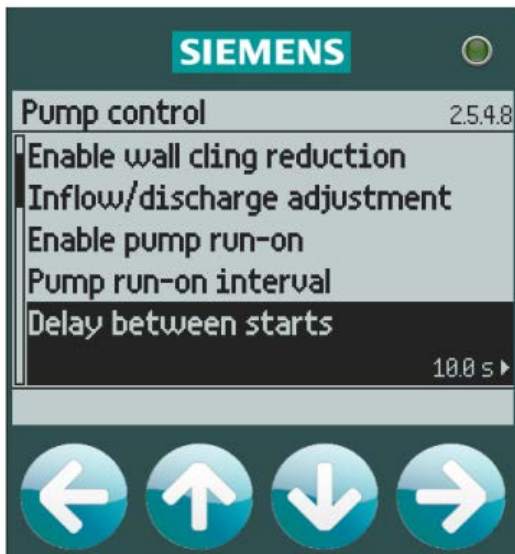 SIEMENS
Pump control 2.5.4.8
Enable wall cling reduction
Inflow/discharge adjustment
Enable pump run-on
Pump run-on interval
Delay between starts
10.0 s